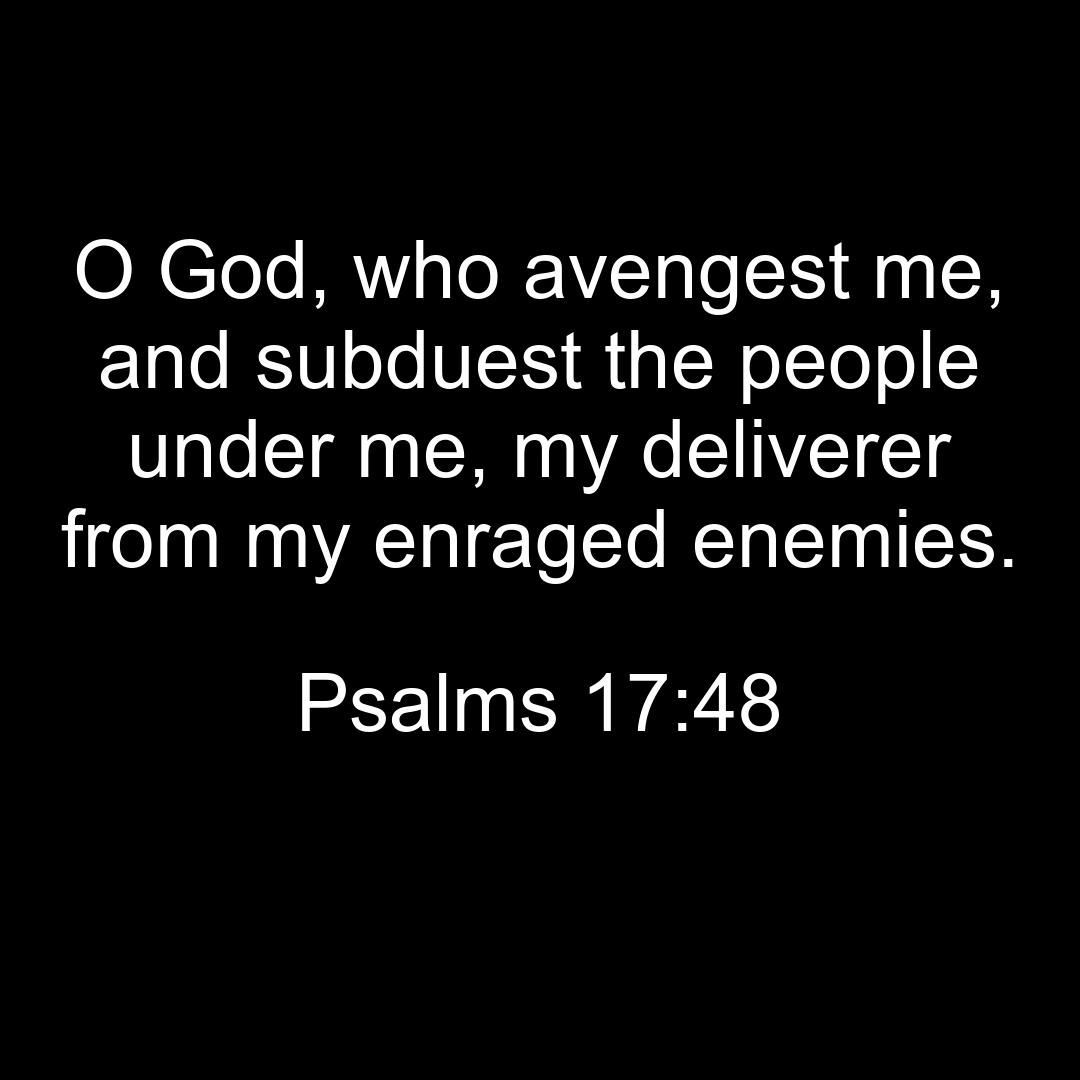 O God, who avengest me,
and subduest the people
under me, my deliverer
from my enraged enemies.
Psalms 17:48